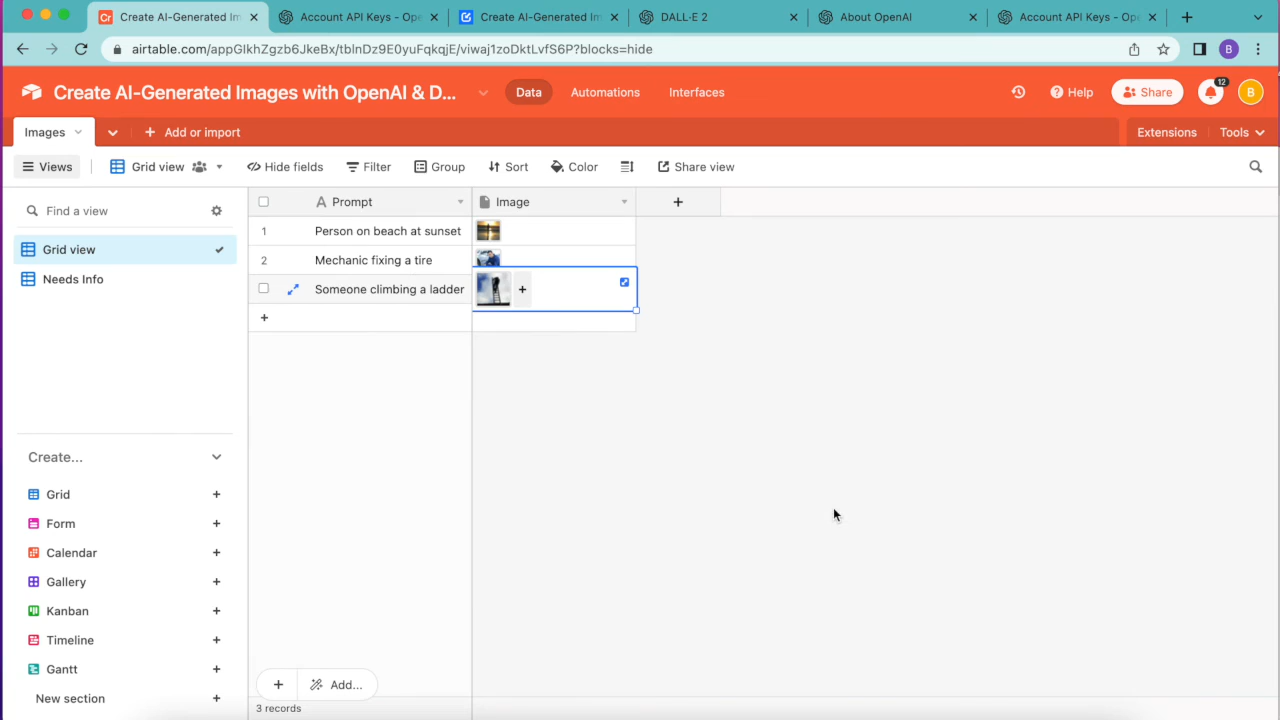 Create AI-Generated Im
Account API Keys - Ope
Create AI-Generated Im
DALL·E 2
About OpenAI
Account API Keys - Ope
airtable.com/appGlkhZgzb6JkeBx/tblnDz9E0yuFqkqjE/viwaj1zoDktLvfS6P?blocks=hide
B
Create AI-Generated Images with OpenAI & D...
Data
Automations
Interfaces
Help
Share
12
B
Images
Add or import
Extensions
Tools
Views
Grid view
Hide fields
Filter
Group
Sort
Color
Share view
Find a view
Grid view
Needs Info
Prompt
Image
1 Person on beach at sunset
2 Mechanic fixing a tire
Someone climbing a ladder
Create...
Grid
Form
Calendar
Gallery
Kanban
Timeline
Gantt
New section
Add...
3 records